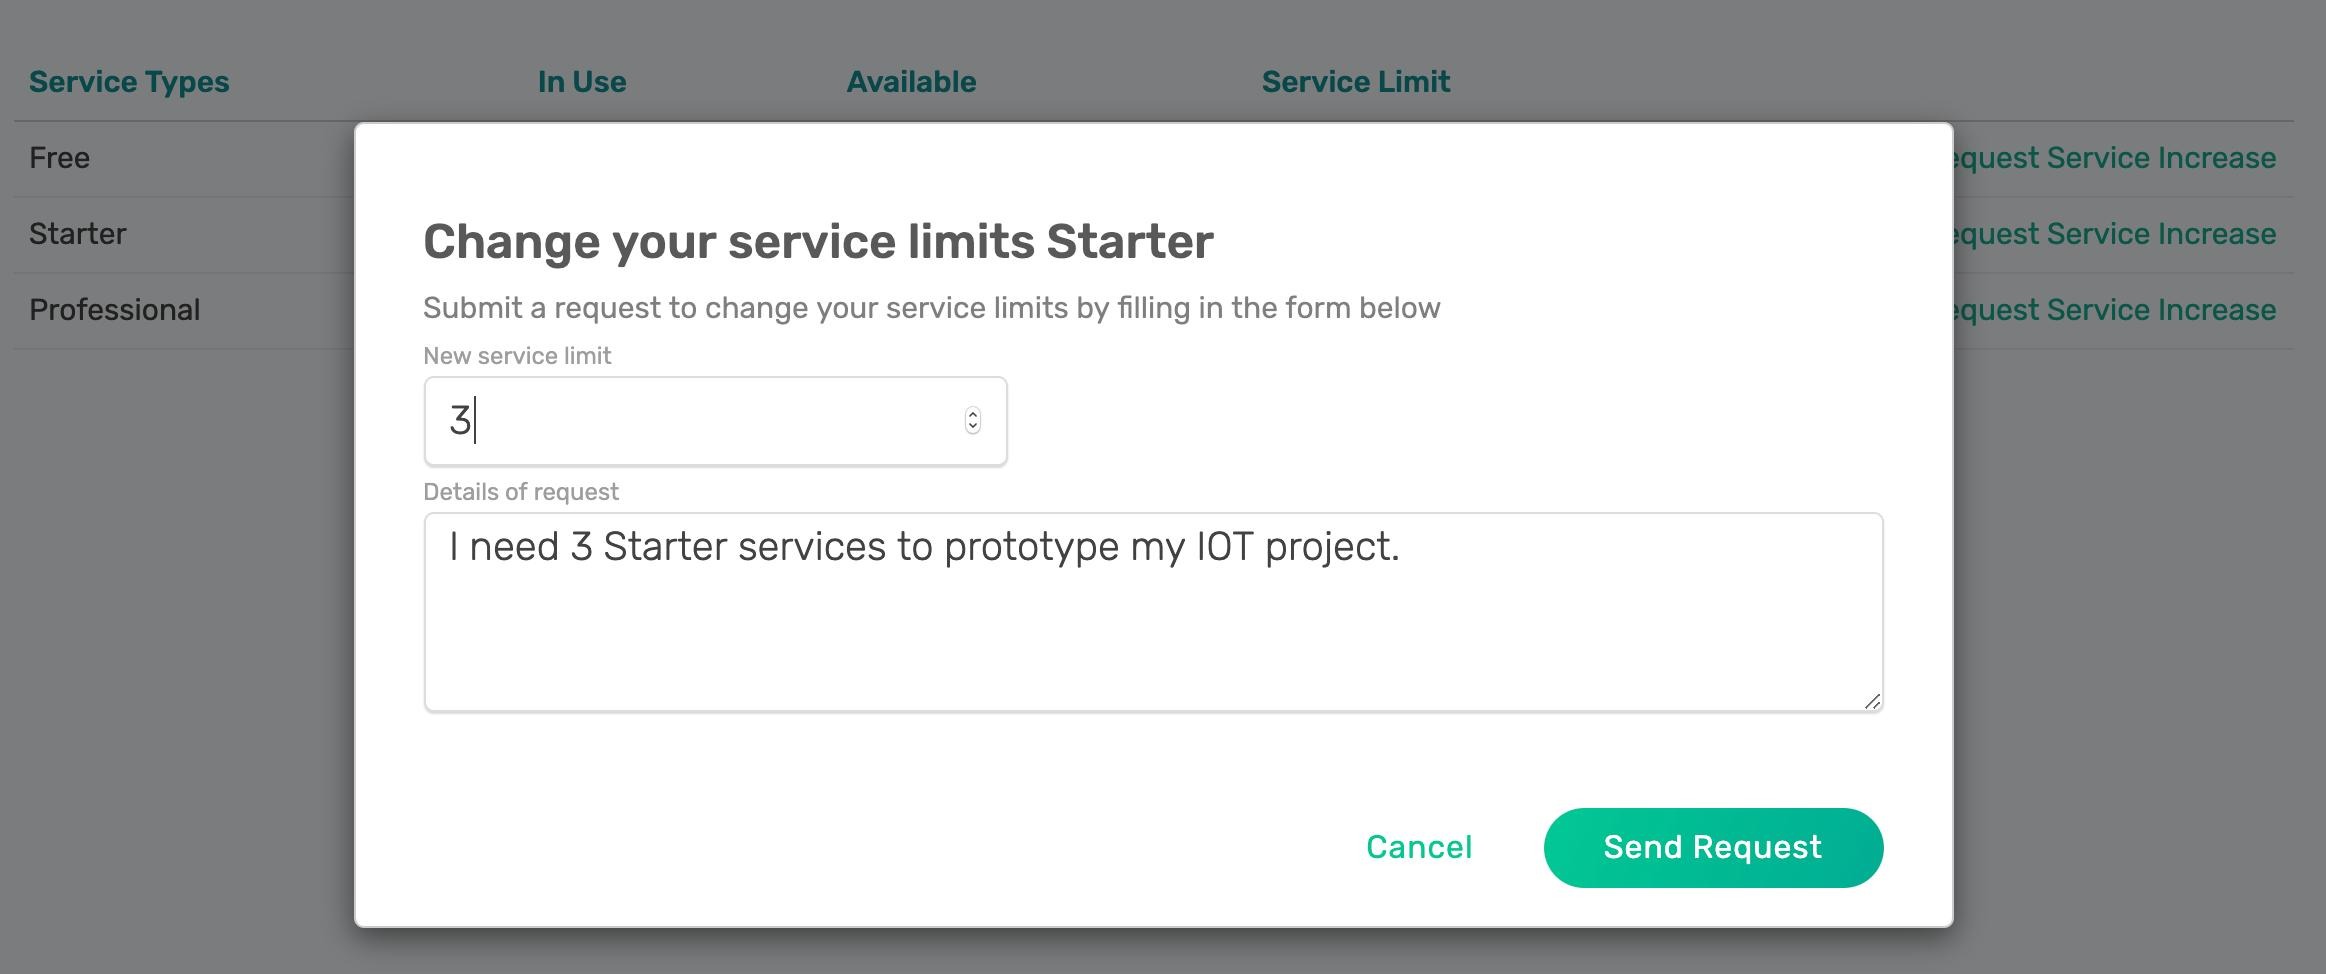 Service Types In Use Available Service Limit
Free equest Service Increase
Starter equest Service Increase
Professional equest Service Increase
Change your service limits Starter
Submit a request to change your service limits by filling in the form below
New service limit
3
Details of request
I need 3 Starter services to prototype my IOT project.
Cancel Send Request